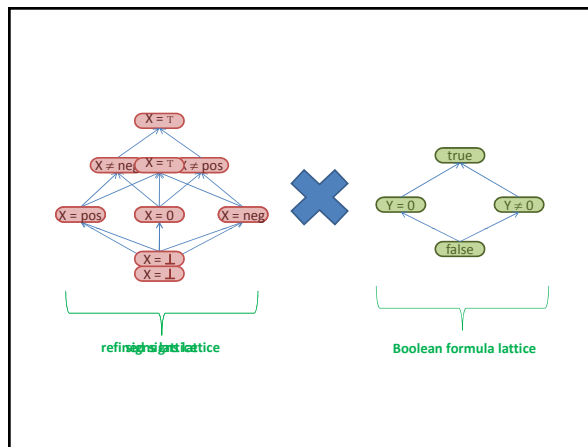 X = T
X ≠ neg
X = T
X ≠ pos
X = pos
X = 0
X = neg
X = ⊥
X = ⊥
true
Y = 0
Y ≠ 0
false
Boolean formula lattice